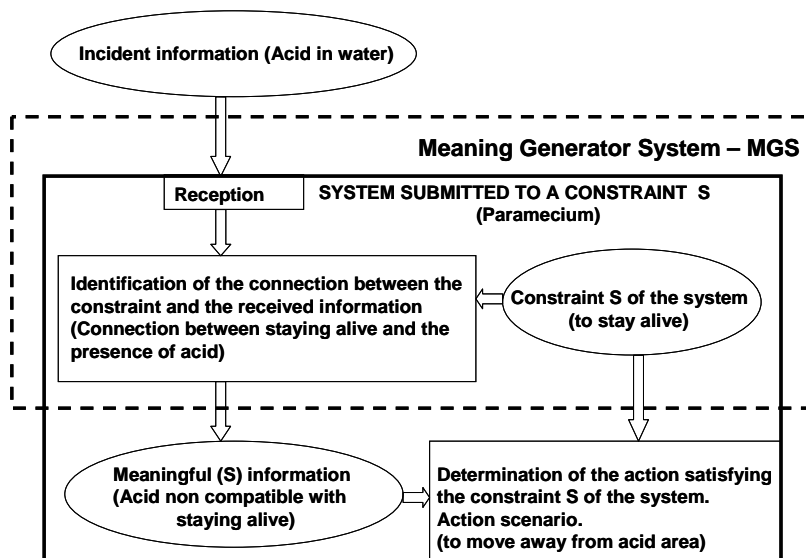 Incident information (Acid in water)
Meaning Generator System – MGS
Reception
SYSTEM SUBMITTED TO A CONSTRAINT S
(Paramecium)
Identification of the connection between the
constraint and the received information
(Connection between staying alive and the
presence of acid)
Constraint S of the system
(to stay alive)
Meaningful (S) information
(Acid non compatible with
staying alive)
Determination of the action satisfying
the constraint S of the system.
Action scenario.
(to move away from acid area)